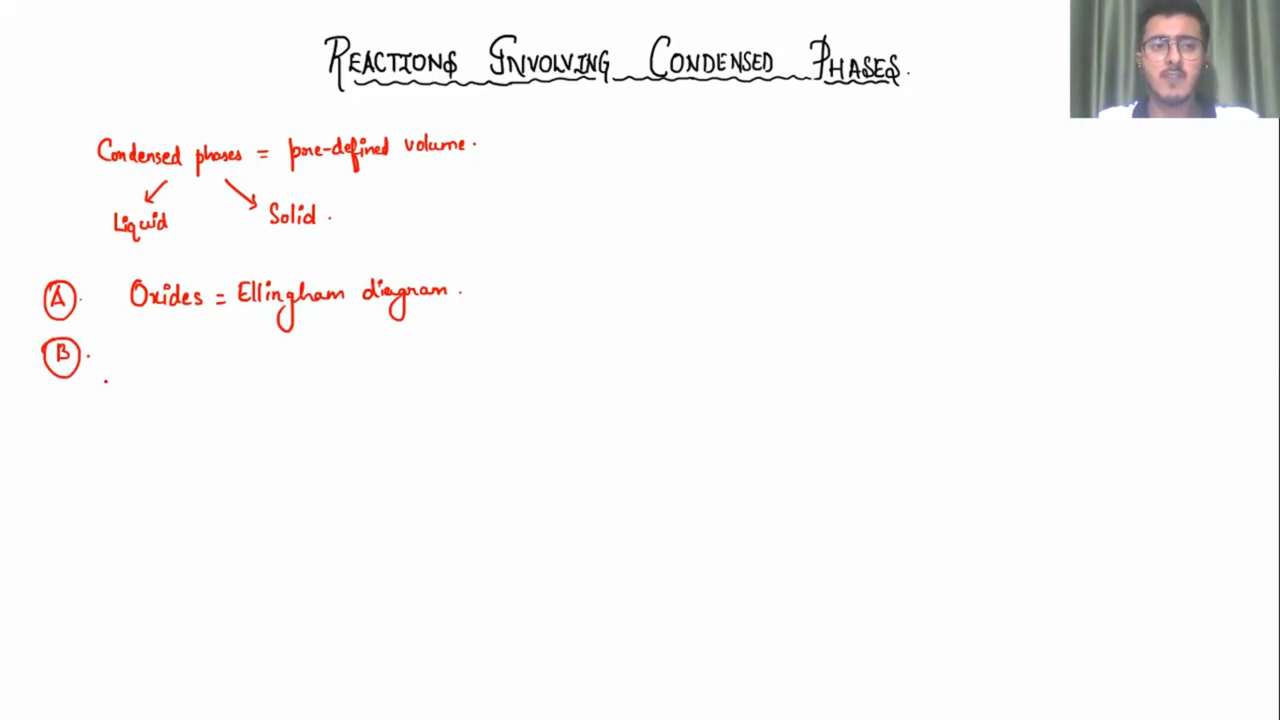 REACTIONS INVOLVING CONDENSED PHASES.
Condensed phases = pre-defined volume.
Liquid Solid.
A. Oxides = Ellingham diagram.
B.